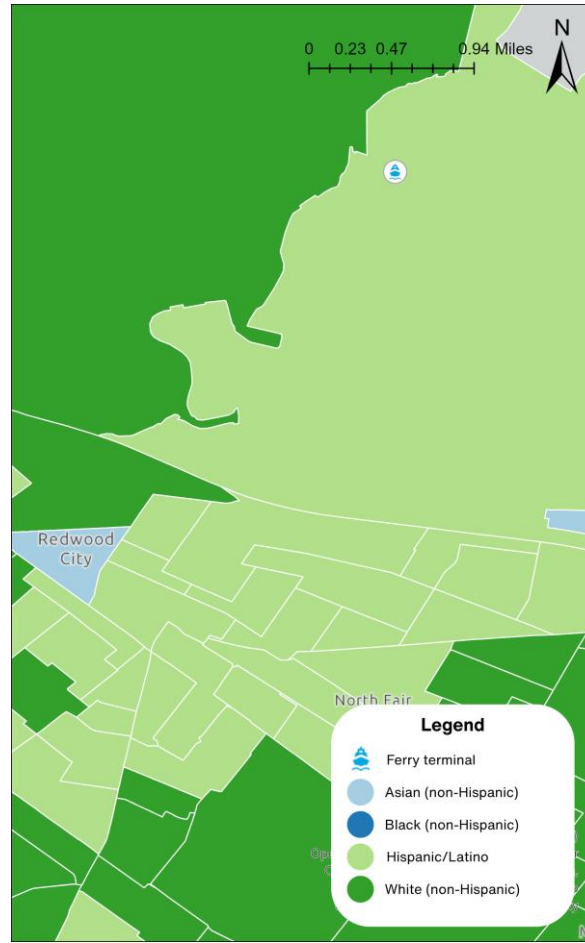 N
0 0.23 0.47 0.94 Miles
Redwood
City
North Fair
Legend
Ferry terminal
Asian (non-Hispanic)
Black (non-Hispanic)
Hispanic/Latino
White (non-Hispanic)